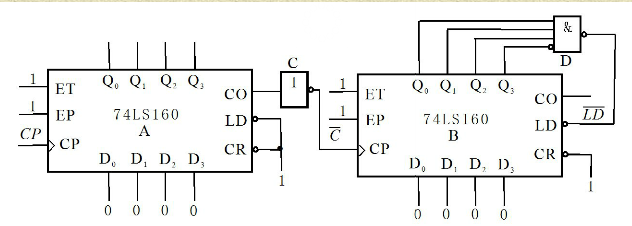 &
C
D
1
1 ET Q₀ Q₁ Q₂ Q₃ CO
1 EP 74LS160 LD
CP CP A CR
D₀ D₁ D₂ D₃
1
0 0 0 0
1 ET Q₀ Q₁ Q₂ Q₃ CO
1 EP 74LS160 LD L̅D̅
C̅ CP B CR
D₀ D₁ D₂ D₃
1
0 0 0 0